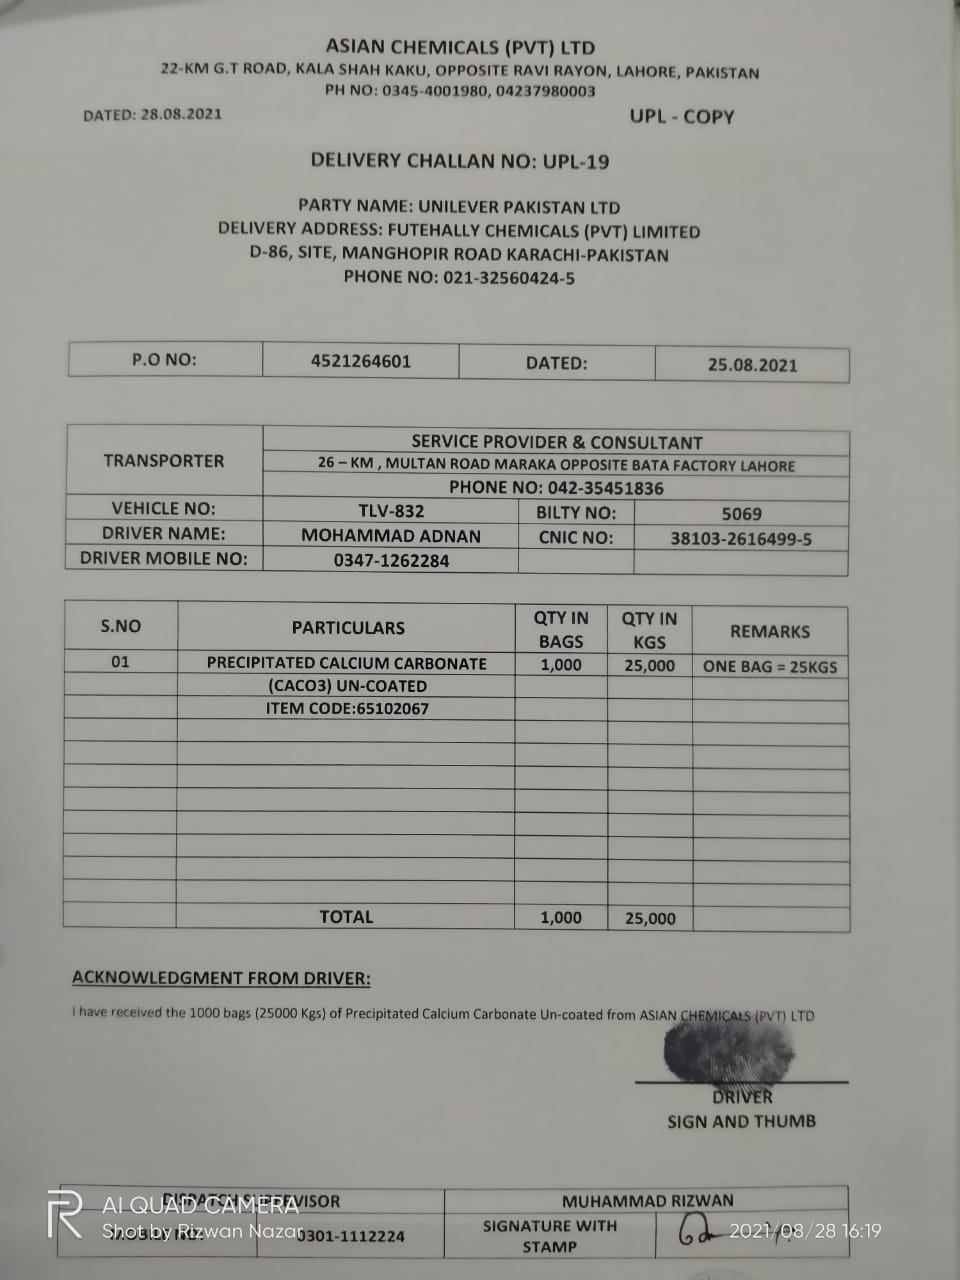 ASIAN CHEMICALS (PVT) LTD
22-KM G.T ROAD, KALA SHAH KAKU, OPPOSITE RAVI RAYON, LAHORE, PAKISTAN
PH NO: 0345-4001980, 04237980003
DATED: 28.08.2021 UPL - COPY
DELIVERY CHALLAN NO: UPL-19
PARTY NAME: UNILEVER PAKISTAN LTD
DELIVERY ADDRESS: FUTEHALLY CHEMICALS (PVT) LIMITED
D-86, SITE, MANGHOPIR ROAD KARACHI-PAKISTAN
PHONE NO: 021-32560424-5
P.O NO: 4521264601 DATED: 25.08.2021
TRANSPORTER
SERVICE PROVIDER & CONSULTANT
26 – KM , MULTAN ROAD MARAKA OPPOSITE BATA FACTORY LAHORE
PHONE NO: 042-35451836
VEHICLE NO: TLV-832 BILTY NO: 5069
DRIVER NAME: MOHAMMAD ADNAN CNIC NO: 38103-2616499-5
DRIVER MOBILE NO: 0347-1262284
S.NO PARTICULARS QTY IN BAGS QTY IN KGS REMARKS
01 PRECIPITATED CALCIUM CARBONATE 1,000 25,000 ONE BAG = 25KGS
(CACO3) UN-COATED
ITEM CODE:65102067
TOTAL 1,000 25,000
ACKNOWLEDGMENT FROM DRIVER:
I have received the 1000 bags (25000 Kgs) of Precipitated Calcium Carbonate Un-coated from ASIAN CHEMICALS (PVT) LTD
DRIVER
SIGN AND THUMB
DISPATCH SUPERVISOR MUHAMMAD RIZWAN
MOBILE NO: 0301-1112224 SIGNATURE WITH STAMP
AI QUAD CAMERA
Shot by Rizwan Nazar
2021/08/28 16:19